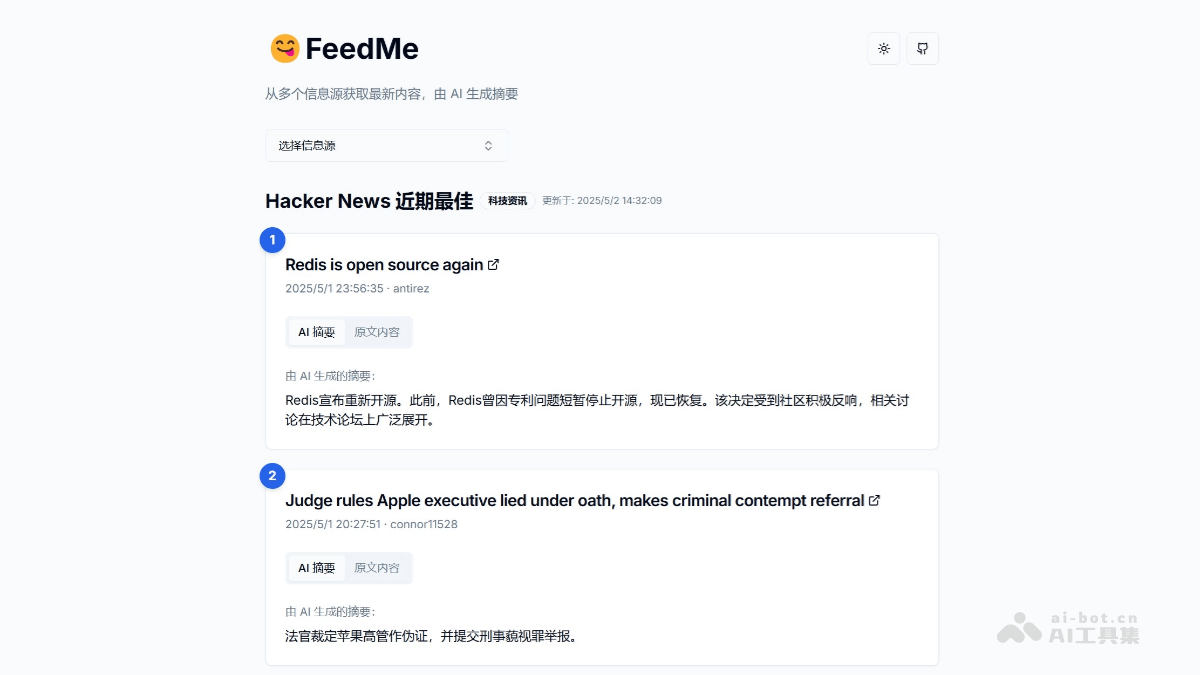 FeedMe
从多个信息源获取最新内容，由 AI 生成摘要
选择信息源
Hacker News 近期最佳 科技资讯 更新于: 2025/5/2 14:32:09
1
Redis is open source again
2025/5/1 23:56:35 · antirez
AI 摘要 原文内容
由 AI 生成的摘要：
Redis宣布重新开源。此前，Redis曾因专利问题短暂停止开源，现已恢复。该决定受到社区积极反响，相关讨
论在技术论坛上广泛展开。
2
Judge rules Apple executive lied under oath, makes criminal contempt referral
2025/5/1 20:27:51 · connor11528
AI 摘要 原文内容
由 AI 生成的摘要：
法官裁定苹果高管作伪证，并提交刑事藐视罪举报。
ai-bot.cn
AI工具集